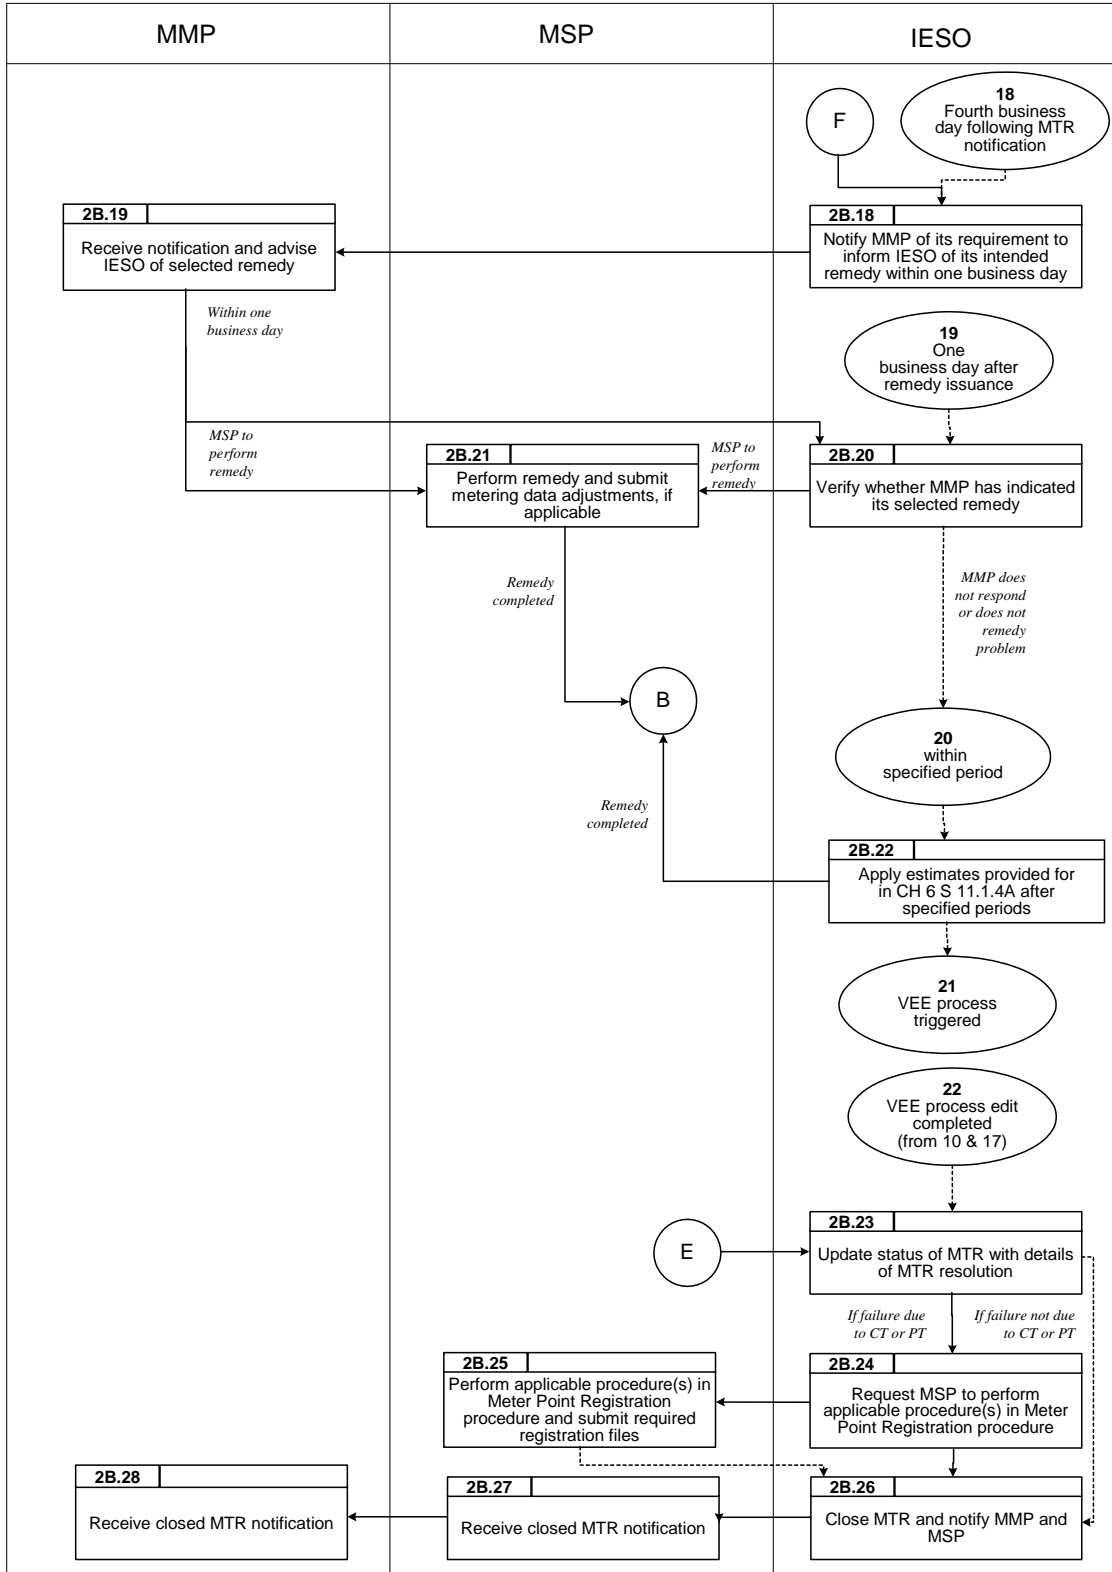 MMP
MSP
IESO
F
18
Fourth business
day following MTR
notification
2B.19
Receive notification and advise
IESO of selected remedy
2B.18
Notify MMP of its requirement to
inform IESO of its intended
remedy within one business day
Within one
business day
19
One
business day after
remedy issuance
MSP to
perform
remedy
2B.21
Perform remedy and submit
metering data adjustments, if
applicable
MSP to
perform
remedy
2B.20
Verify whether MMP has indicated
its selected remedy
Remedy
completed
MMP does
not respond
or does not
remedy
problem
B
20
within
specified period
Remedy
completed
2B.22
Apply estimates provided for
in CH 6 S 11.1.4A after
specified periods
21
VEE process
triggered
22
VEE process edit
completed
(from 10 & 17)
E
2B.23
Update status of MTR with details
of MTR resolution
If failure due
to CT or PT
If failure not due
to CT or PT
2B.25
Perform applicable procedure(s) in
Meter Point Registration
procedure and submit required
registration files
2B.24
Request MSP to perform
applicable procedure(s) in Meter
Point Registration procedure
2B.28
Receive closed MTR notification
2B.27
Receive closed MTR notification
2B.26
Close MTR and notify MMP and
MSP